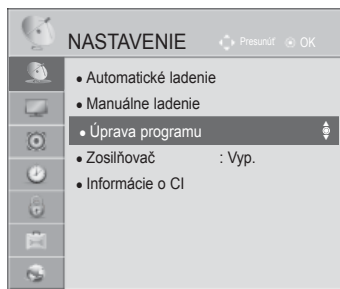 NASTAVENIE Presunúť OK
• Automatické ladenie
• Manuálne ladenie
• Úprava programu
• Zosilňovač : Vyp.
• Informácie o CI